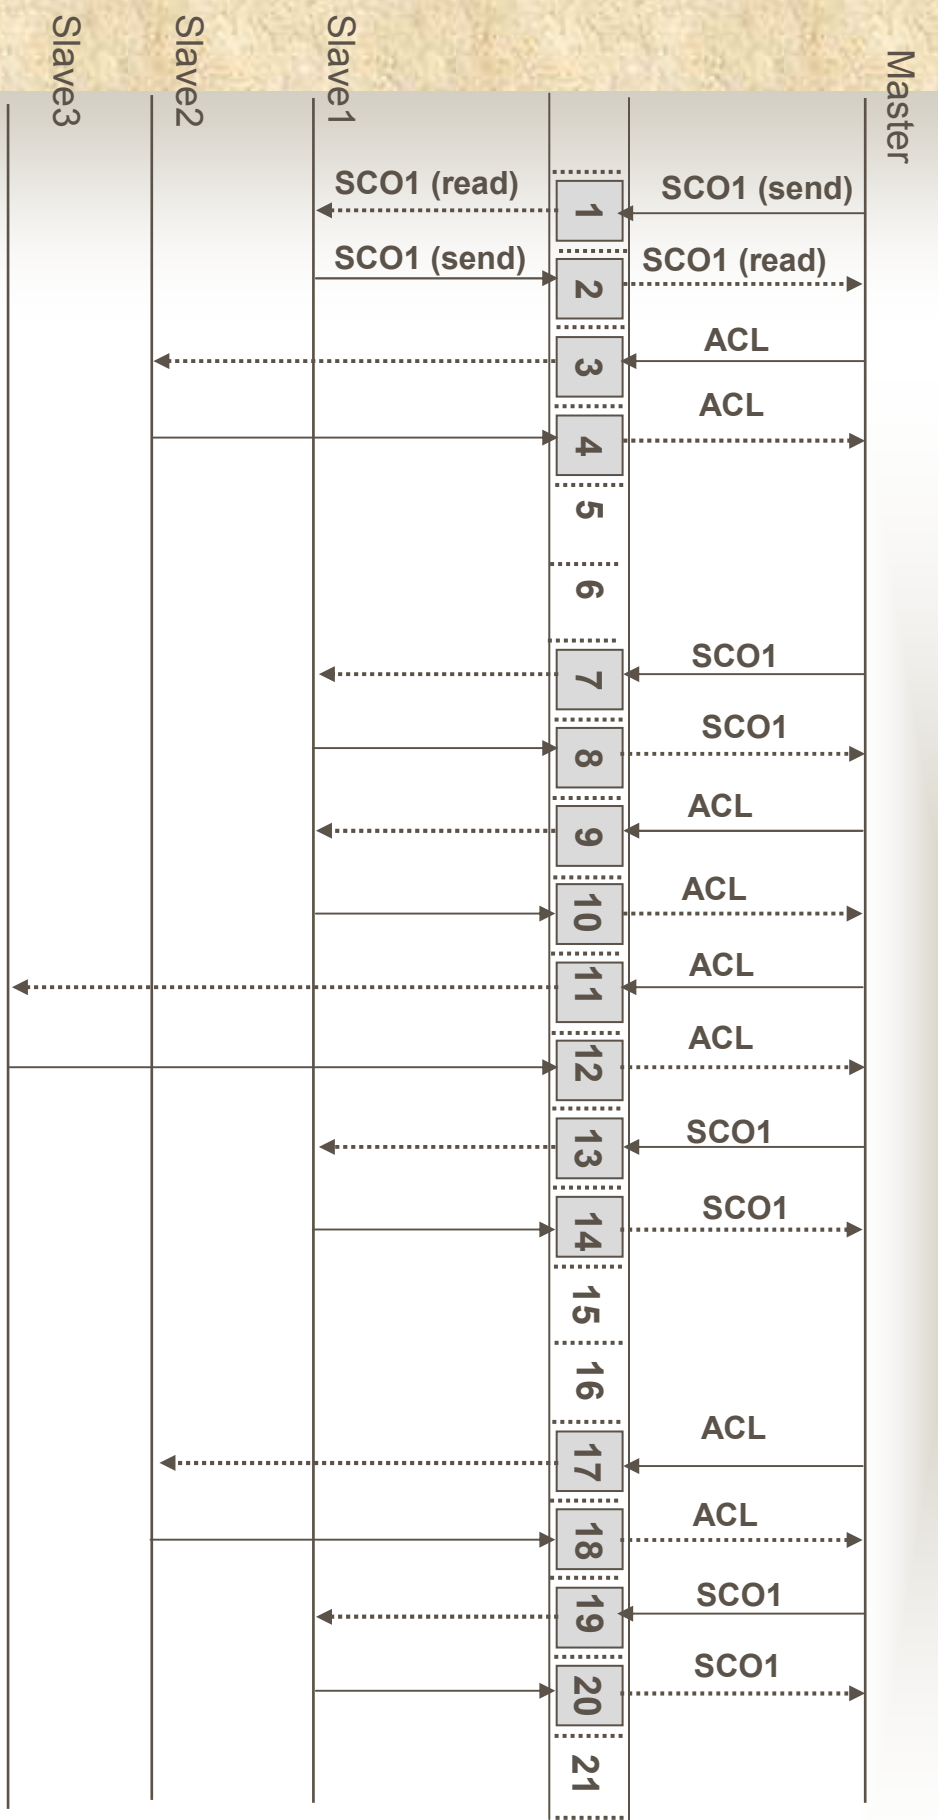 Slave3
Slave2
Slave1
Master
SCO1 (read)
1
SCO1 (send)
SCO1 (send)
2
SCO1 (read)
3
ACL
4
ACL
5
6
7
SCO1
8
SCO1
9
ACL
10
ACL
11
ACL
12
ACL
13
SCO1
14
SCO1
15
16
17
ACL
18
ACL
19
SCO1
20
SCO1
21